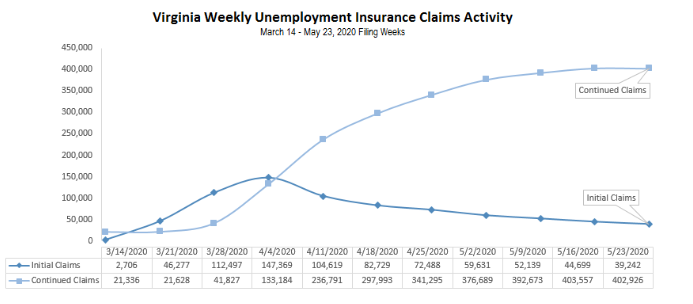 Virginia Weekly Unemployment Insurance Claims Activity
March 14 - May 23, 2020 Filing Weeks
450,000
400,000
350,000
300,000
250,000
200,000
150,000
100,000
50,000
0
Continued Claims
Initial Claims
3/14/2020 3/21/2020 3/28/2020 4/4/2020 4/11/2020 4/18/2020 4/25/2020 5/2/2020 5/9/2020 5/16/2020 5/23/2020
Initial Claims 2,706 46,277 112,497 147,369 104,619 82,729 72,488 59,631 52,139 44,699 39,242
Continued Claims 21,336 21,628 41,827 133,184 236,791 297,993 341,295 376,689 392,673 403,557 402,926